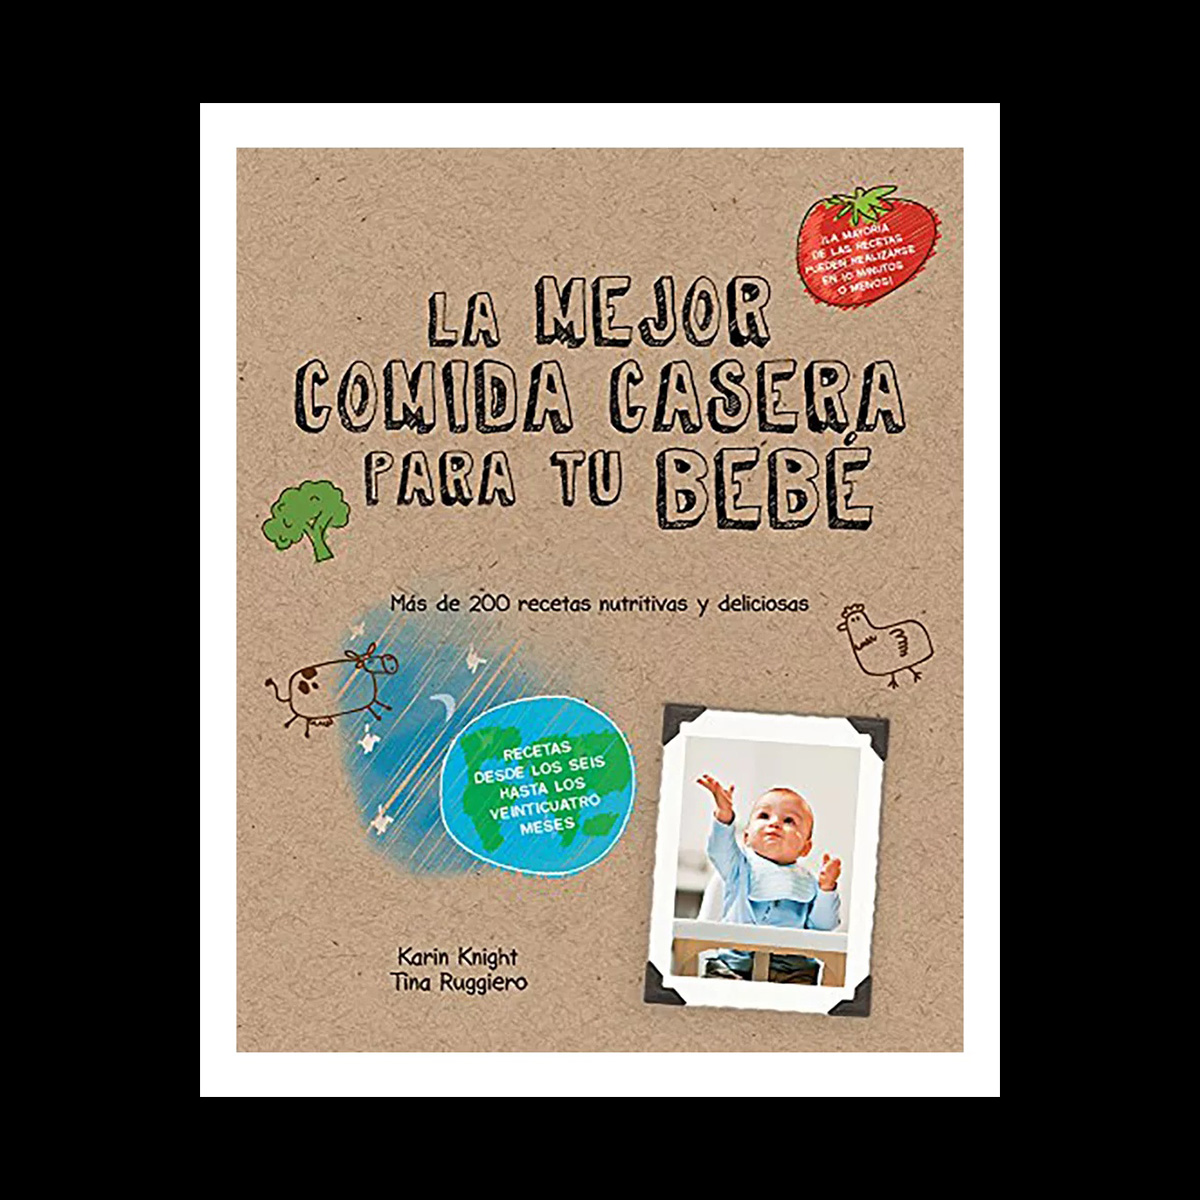 ¡LA MAYORÍA
DE LAS RECETAS
PUEDEN REALIZARSE
EN 10 MINUTOS
O MENOS!
LA MEJOR
COMIDA CASERA
PARA TU BEBÉ
Más de 200 recetas nutritivas y deliciosas
RECETAS
DESDE LOS SEIS
HASTA LOS
VEINTICUATRO
MESES
Karin Knight
Tina Ruggiero